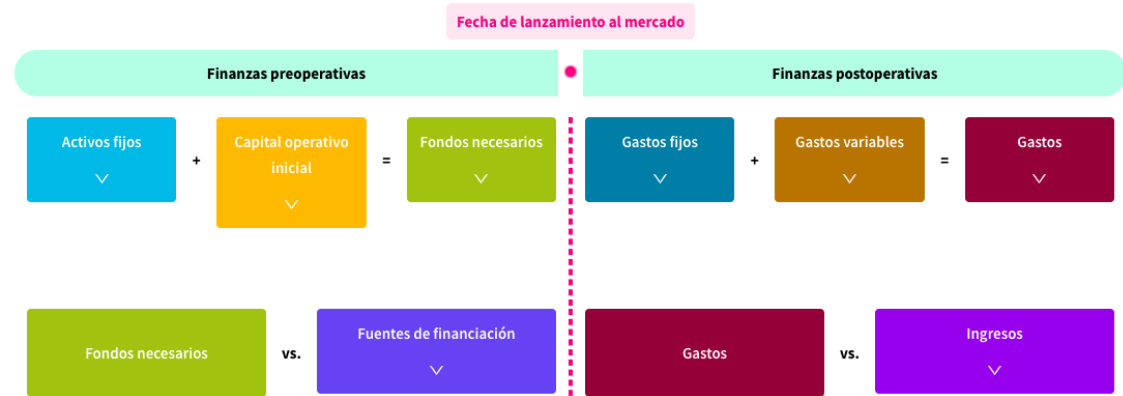 Fecha de lanzamiento al mercado
Finanzas preoperativas
Finanzas postoperativas
Activos fijos
+
Capital operativo
inicial
=
Fondos necesarios
Gastos fijos
+
Gastos variables
=
Gastos
Fondos necesarios
vs.
Fuentes de financiación
Gastos
vs.
Ingresos